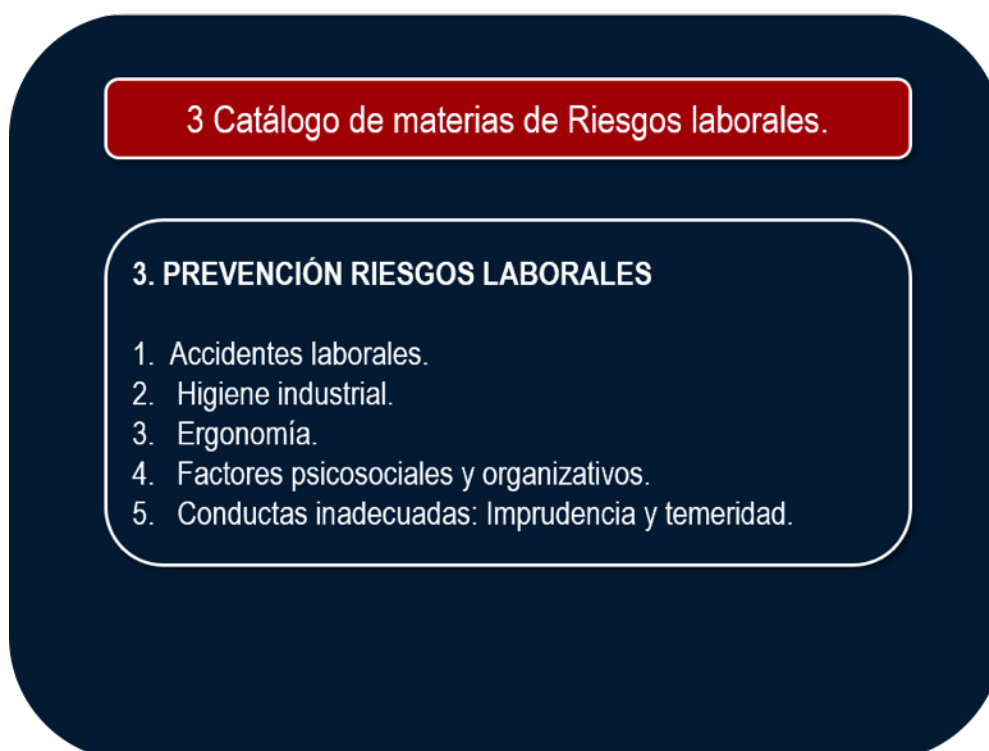 3 Catálogo de materias de Riesgos laborales.
3. PREVENCIÓN RIESGOS LABORALES
1. Accidentes laborales.
2. Higiene industrial.
3. Ergonomía.
4. Factores psicosociales y organizativos.
5. Conductas inadecuadas: Imprudencia y temeridad.